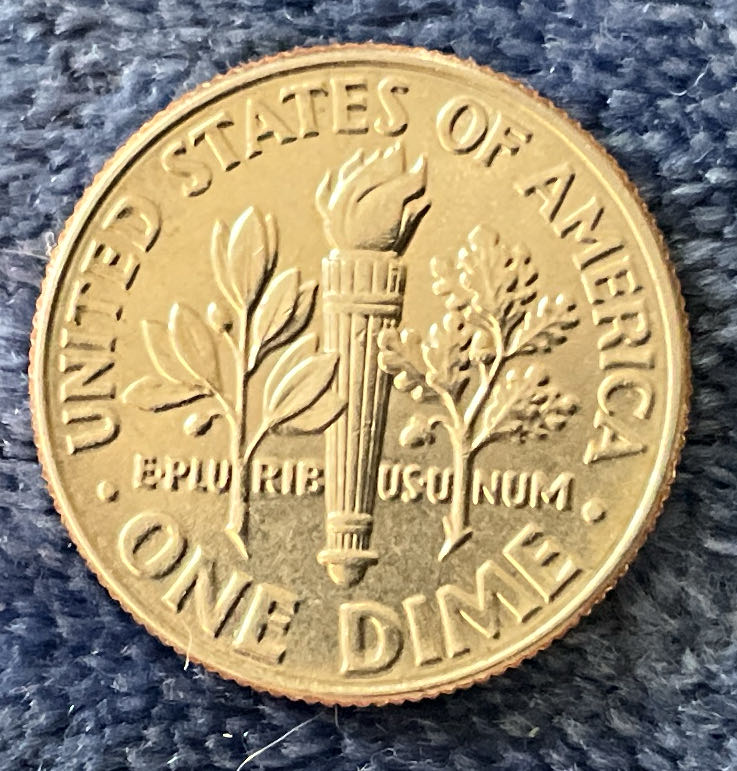 UNITED STATES OF AMERICA
E·PLURIBUS·UNUM
· ONE DIME ·